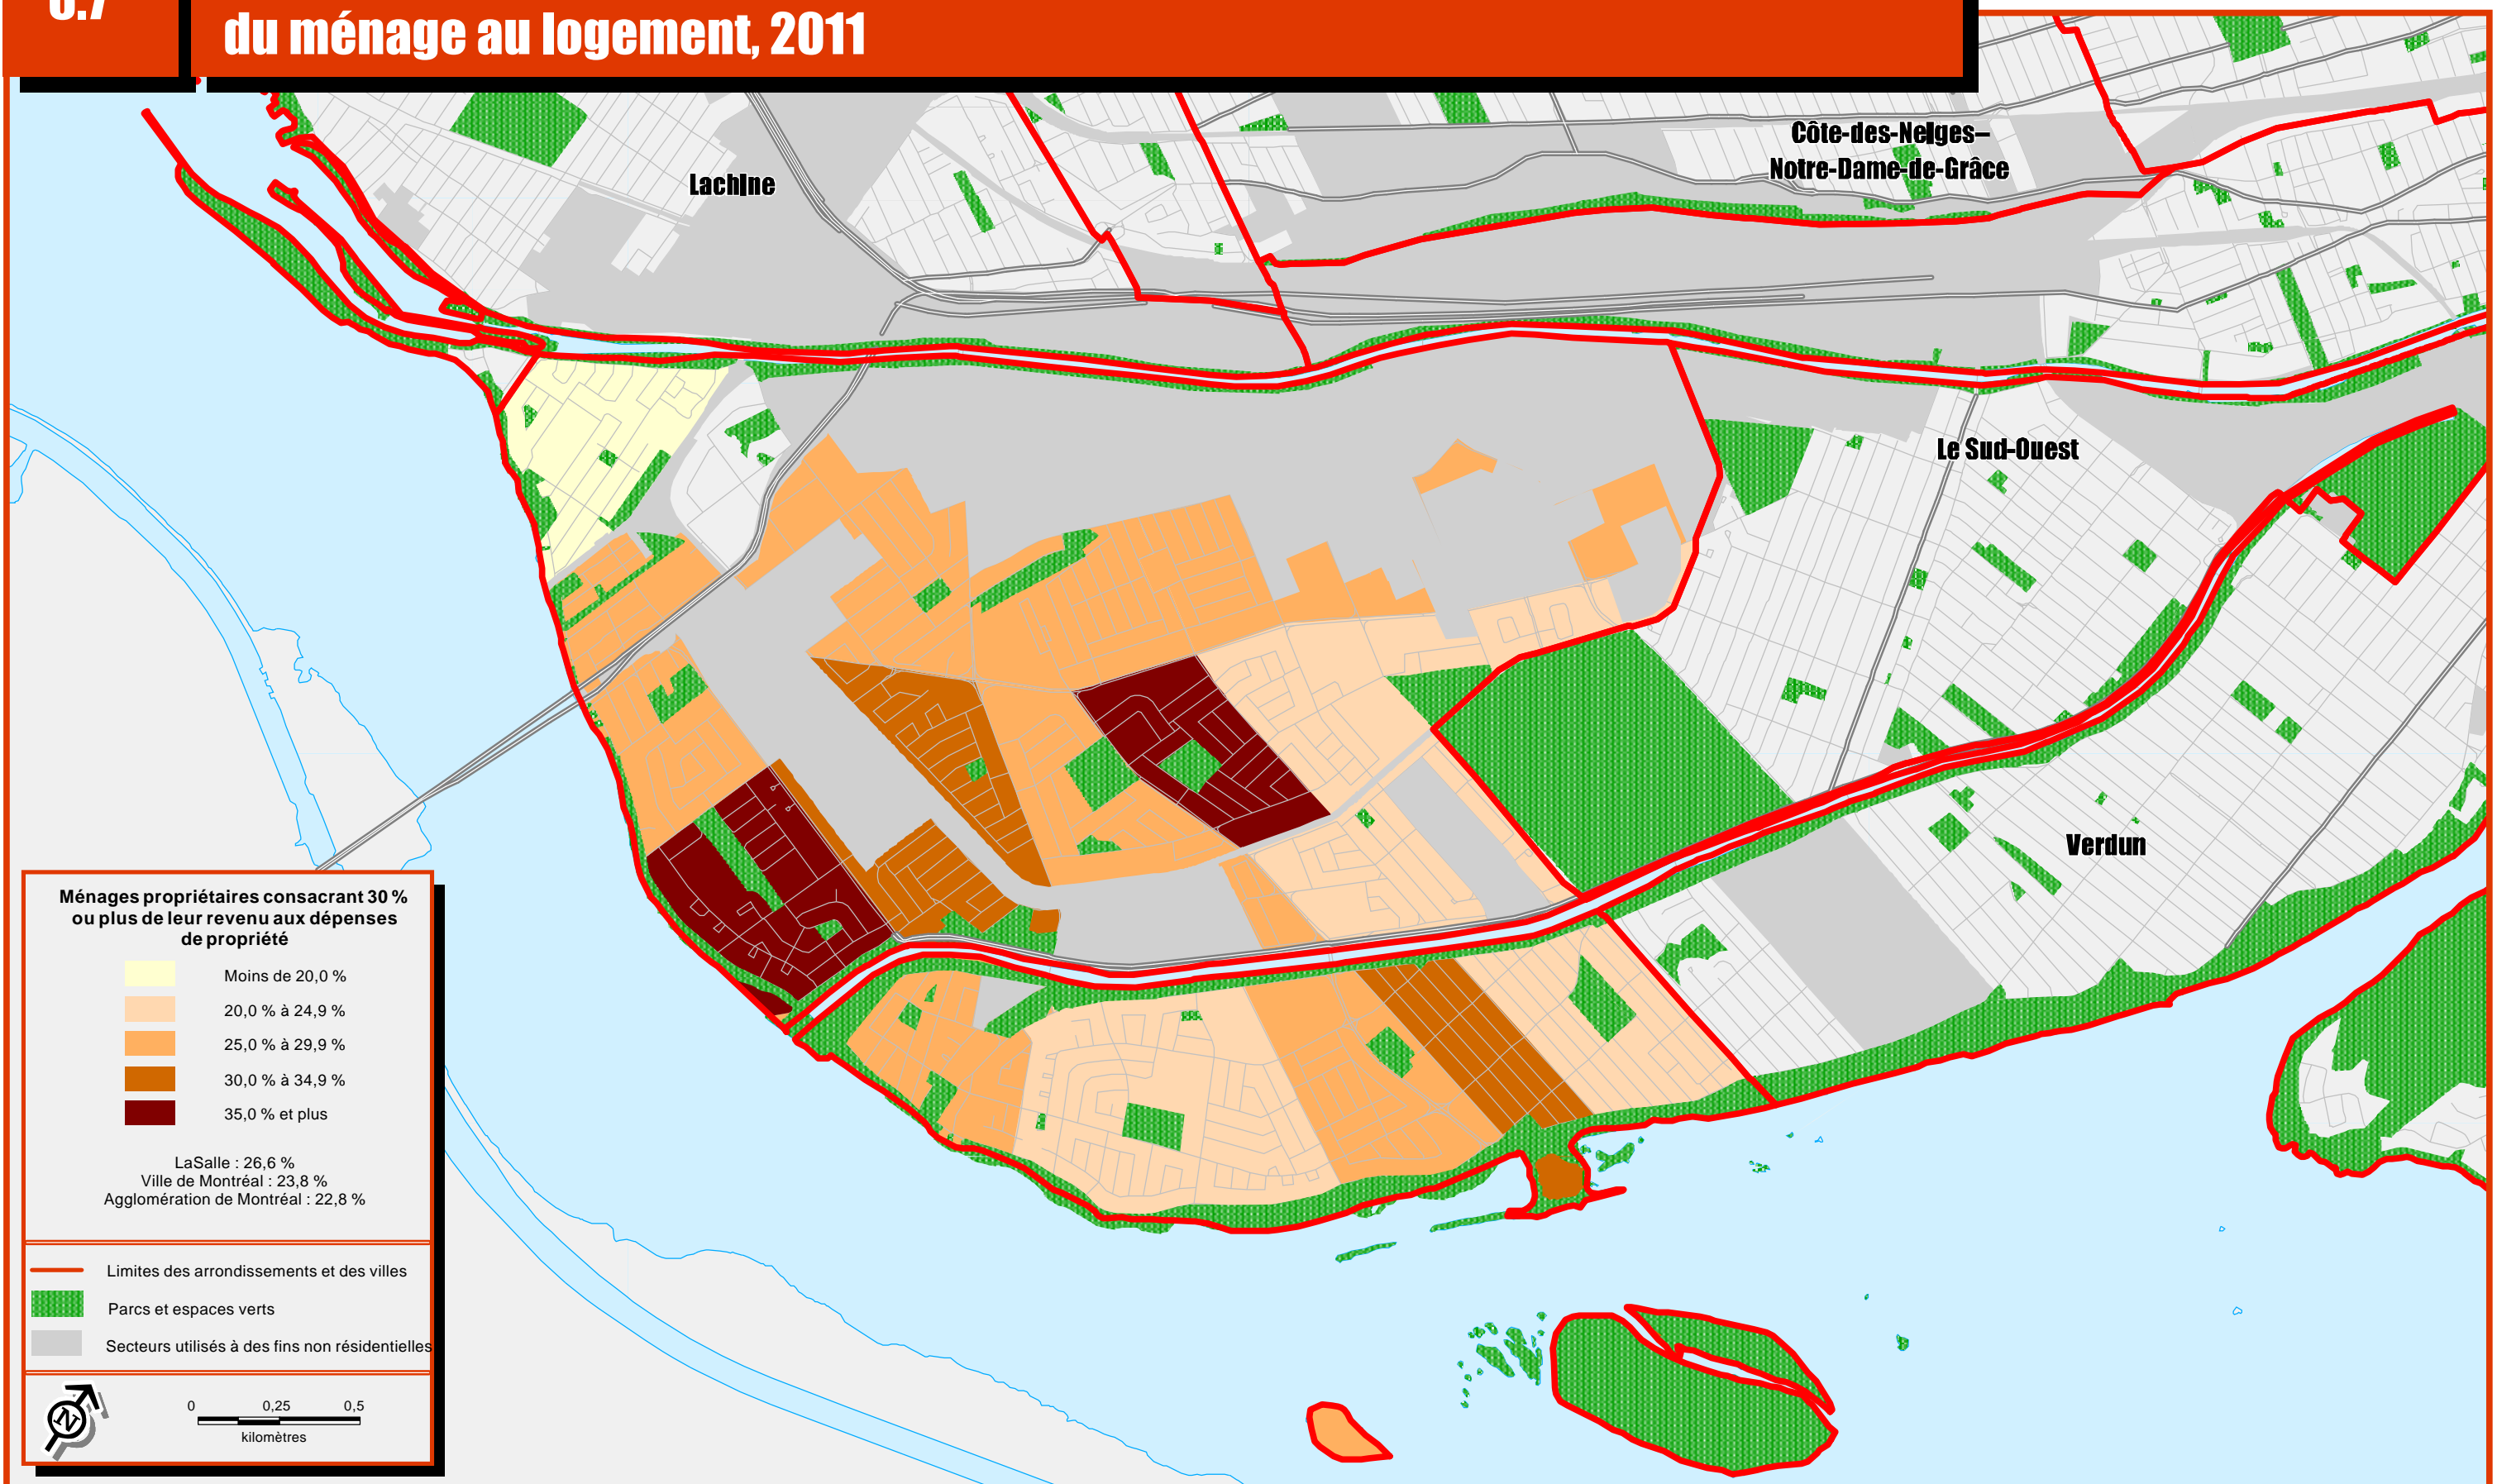 du ménage au logement, 2011
Côte-des-Neiges–
Notre-Dame-de-Grâce
Lachine
Le Sud-Ouest
Verdun
Ménages propriétaires consacrant 30 %
ou plus de leur revenu aux dépenses
de propriété
Moins de 20,0 %
20,0 % à 24,9 %
25,0 % à 29,9 %
30,0 % à 34,9 %
35,0 % et plus
LaSalle : 26,6 %
Ville de Montréal : 23,8 %
Agglomération de Montréal : 22,8 %
Limites des arrondissements et des villes
Parcs et espaces verts
Secteurs utilisés à des fins non résidentielles
N
0 0,25 0,5
kilomètres